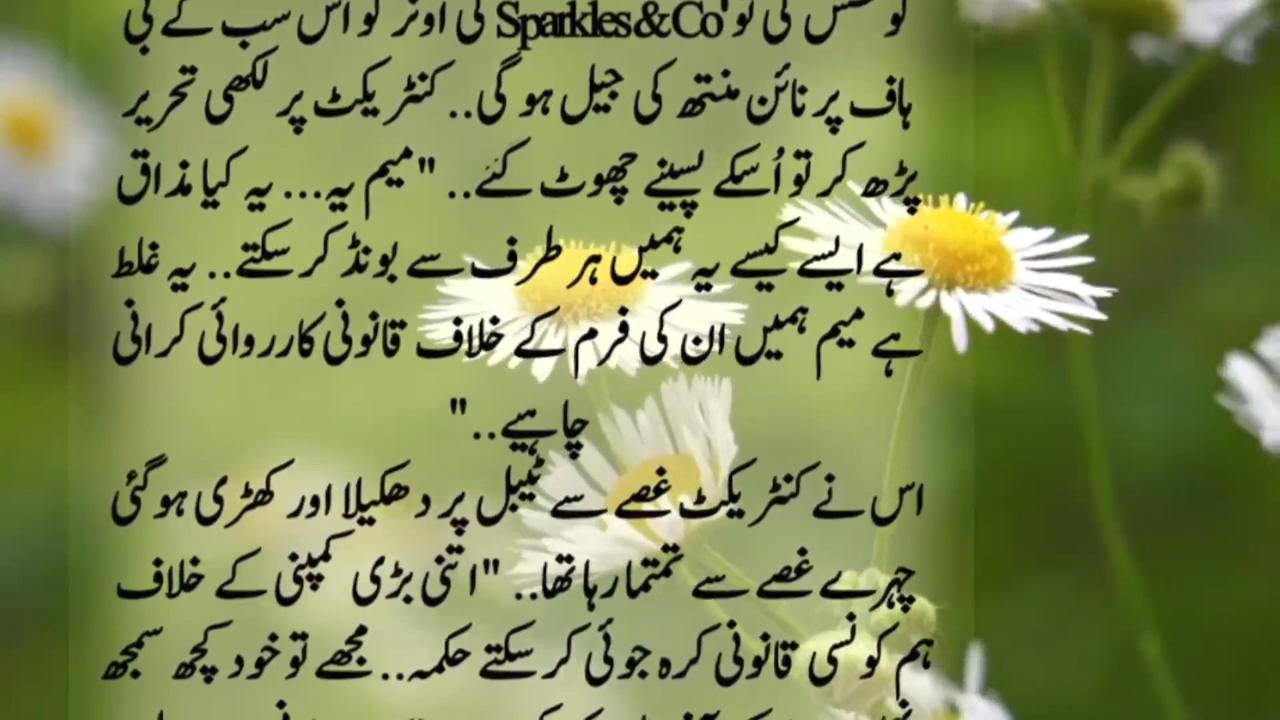 کی تو 'Sparkles & Co' کی اونر کو اس سب کے بی
ہاف پر نائن منتھ کی جیل ہو گی.. کنٹریکٹ پر لکھی تحریر
پڑھ کر تو اُسکے پسینے چھوٹ گئے.. "میم یہ... یہ کیا مذاق
ہے ایسے کیسے یہ ہمیں ہر طرف سے بونڈ کر سکتے.. یہ غلط
ہے میم ہمیں ان کی فرم کے خلاف قانونی کارروائی کرانی
چاہیے.."
اس نے کنٹریکٹ غصے سے ٹیبل پر دھکیلا اور کھڑی ہو گئی
چہرے غصے سے تمتما رہا تھا.. "اتنی بڑی کمپنی کے خلاف
ہم کونسی قانونی کرہ جوئی کر سکتے حکمہ.. مجھے تو خود کچھ سمجھ